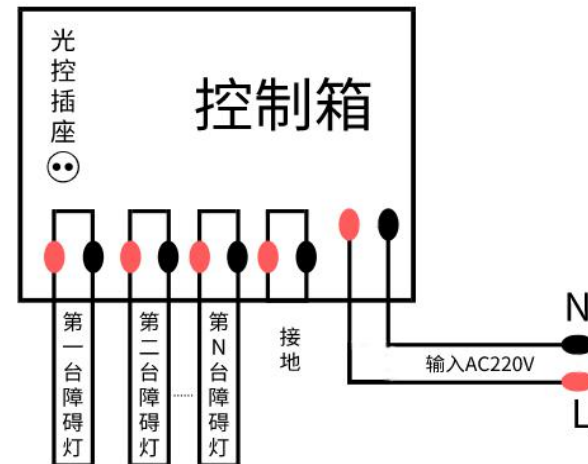 光控插座
控制箱
第一台障碍灯
第二台障碍灯
......
第N台障碍灯
接地
输入AC220V
N
L